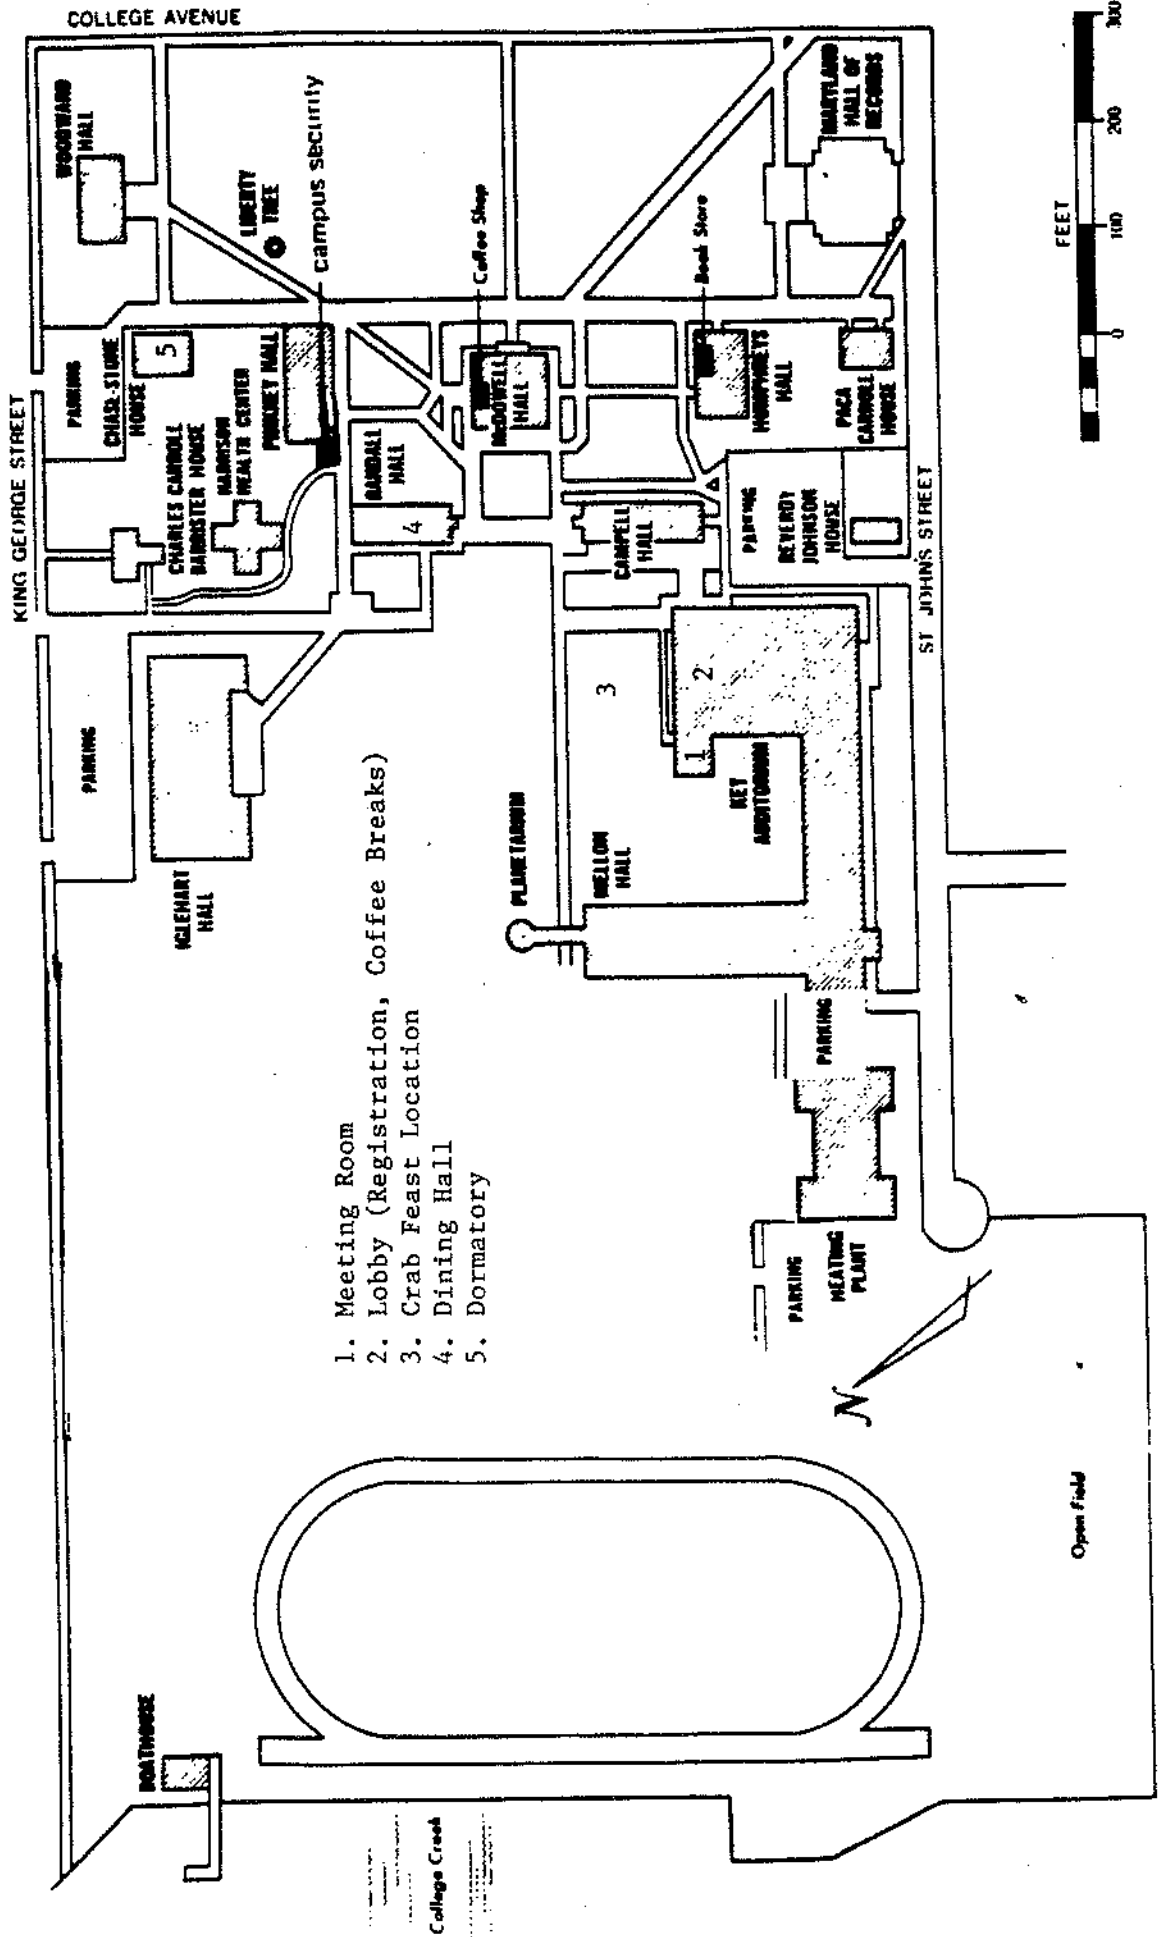 COLLEGE AVENUE
KING GEORGE STREET
WOODWARD
HALL
LIBERTY
TREE
campus security
Coffee Shop
Book Store
MARYLAND
HALL OF
RECORDS
PARKING
CHASE-STONE
HOUSE
5
CHARLES CARROLL
BARRISTER HOUSE
HARRISON
HEALTH CENTER
PINKNEY HALL
RANDALL
HALL
4
McDOWELL
HALL
HUMPHREYS
HALL
PACA
CARROLL
HOUSE
CAMPELL
HALL
PARKING
REVERDY
JOHNSON
HOUSE
ST JOHN'S STREET
FEET
0
100
200
300
PARKING
IGLEHART
HALL
3
2
1
KEY
AUDITORIUM
MELLON
HALL
PLANETARIUM
PARKING
HEATING
PLANT
PARKING
1. Meeting Room
2. Lobby (Registration, Coffee Breaks)
3. Crab Feast Location
4. Dining Hall
5. Dormatory
N
Open Field
BOATHOUSE
College Creek